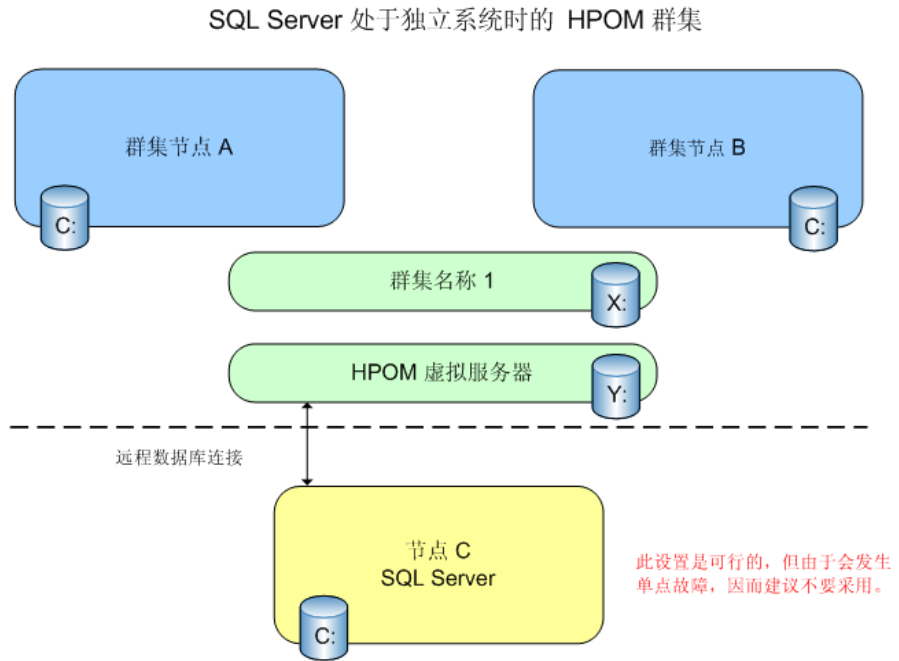 SQL Server 处于独立系统时的 HPOM 群集
群集节点 A
群集节点 B
C:
C:
群集名称 1
X:
HPOM 虚拟服务器
Y:
远程数据库连接
节点 C
SQL Server
此设置是可行的，但由于会发生
单点故障，因而建议不要采用。
C: